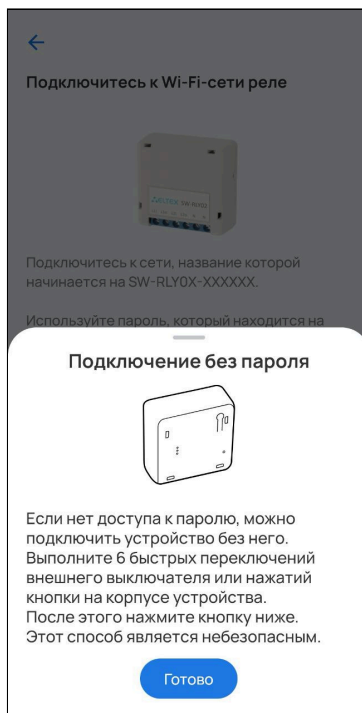 Подключитесь к Wi-Fi-сети реле
ELTEX SW-RLY02
Подключитесь к сети, название которой
начинается на SW-RLY0X-XXXXXX.
Используйте пароль, который находится на
Подключение без пароля
Если нет доступа к паролю, можно
подключить устройство без него.
Выполните 6 быстрых переключений
внешнего выключателя или нажатий
кнопки на корпусе устройства.
После этого нажмите кнопку ниже.
Этот способ является небезопасным.
Готово